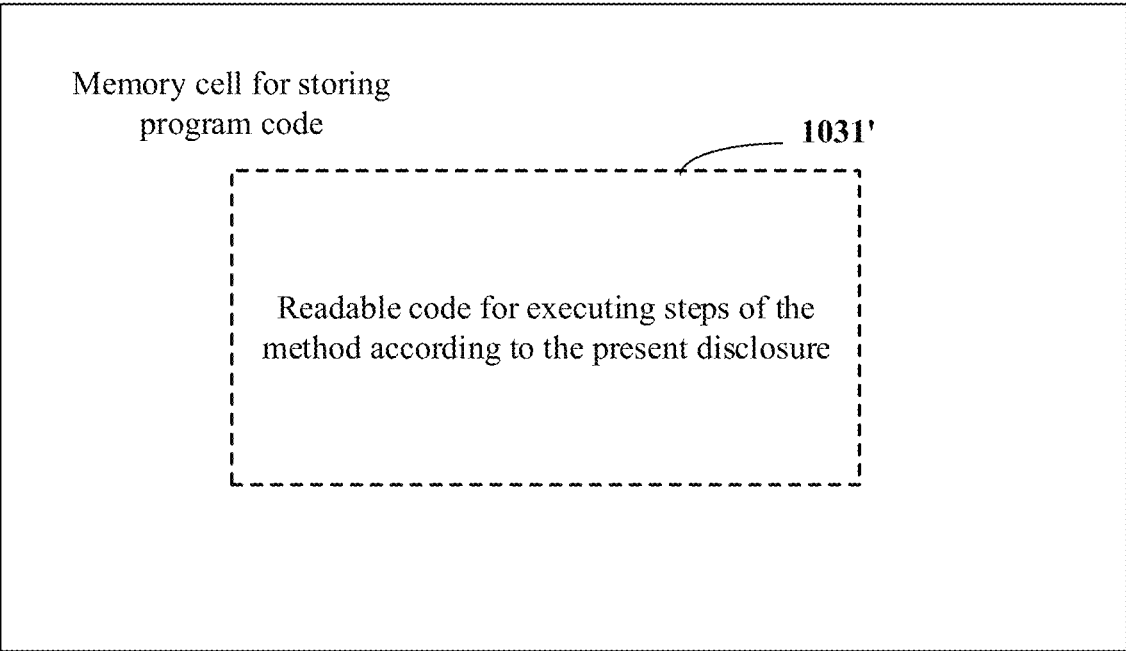 Memory cell for storing
program code
1031'
Readable code for executing steps of the
method according to the present disclosure